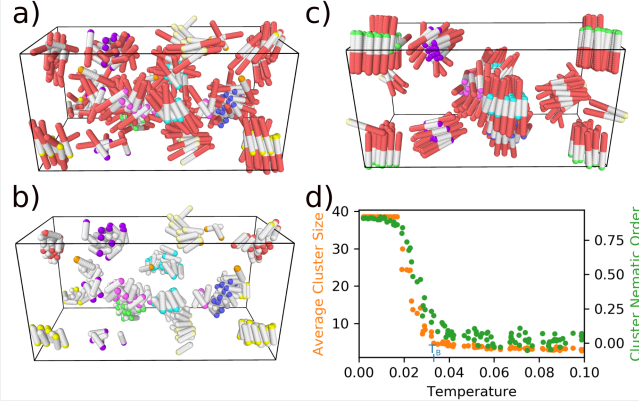 a)
c)
b)
d)
Average Cluster Size
40
30
20
10
0.75
0.50
0.25
0.00
Cluster Nematic Order
T_B
0.00 0.02 0.04 0.06 0.08 0.10
Temperature